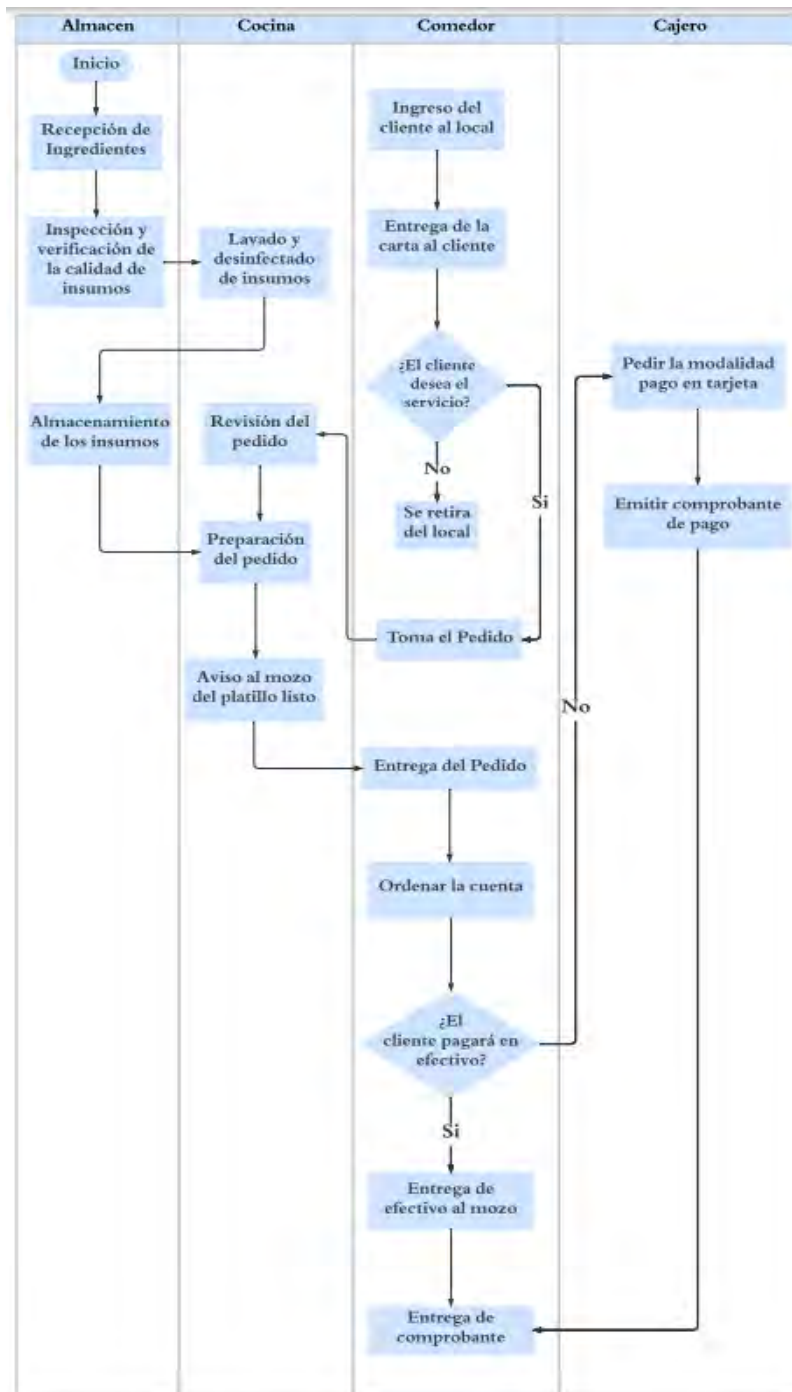 Almacen
Cocina
Comedor
Cajero
Inicio
Recepción de
Ingredientes
Inspección y
verificación de
la calidad de
insumos
Lavado y
desinfectado
de insumos
Almacenamiento
de los insumos
Revisión del
pedido
Preparación
del pedido
Aviso al mozo
del platillo listo
Ingreso del
cliente al local
Entrega de la
carta al cliente
¿El cliente
desea el
servicio?
No
Si
Se retira
del local
Toma el Pedido
Entrega del Pedido
Ordenar la cuenta
¿El
cliente pagará en
efectivo?
No
Si
Entrega de
efectivo al mozo
Entrega de
comprobante
Pedir la modalidad
pago en tarjeta
Emitir comprobante
de pago